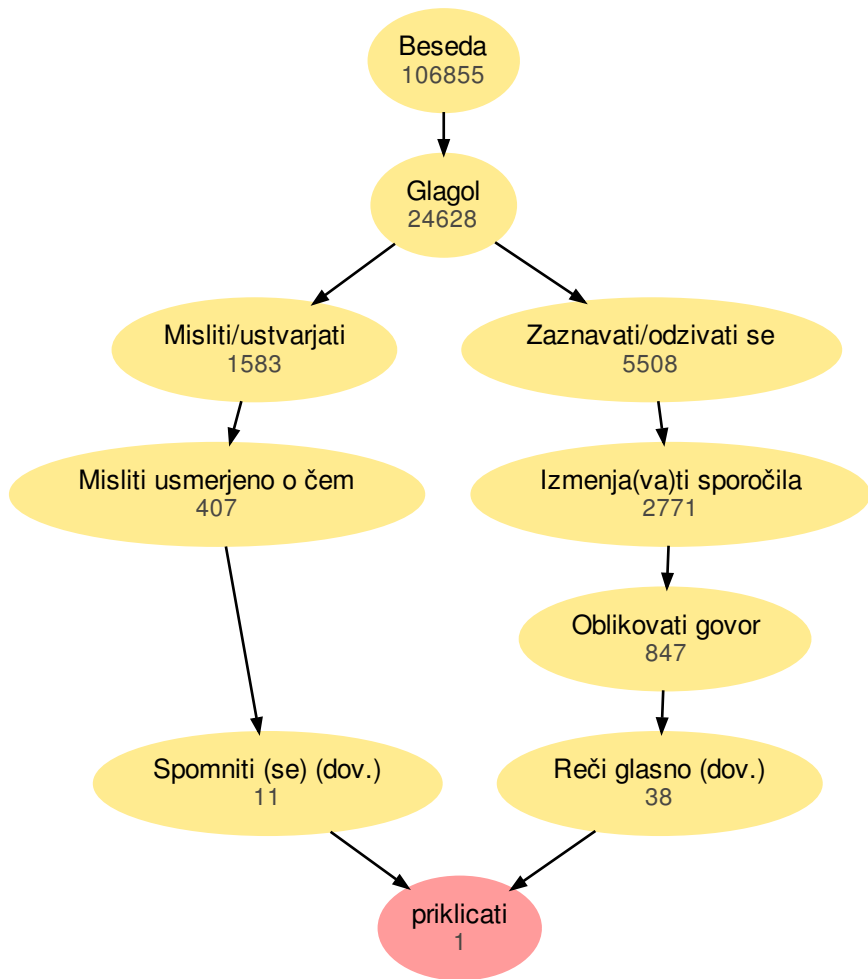 Beseda
106855
Glagol
24628
Misliti/ustvarjati
1583
Zaznavati/odzivati se
5508
Misliti usmerjeno o čem
407
Izmenja(va)ti sporočila
2771
Oblikovati govor
847
Spomniti (se) (dov.)
11
Reči glasno (dov.)
38
priklicati
1